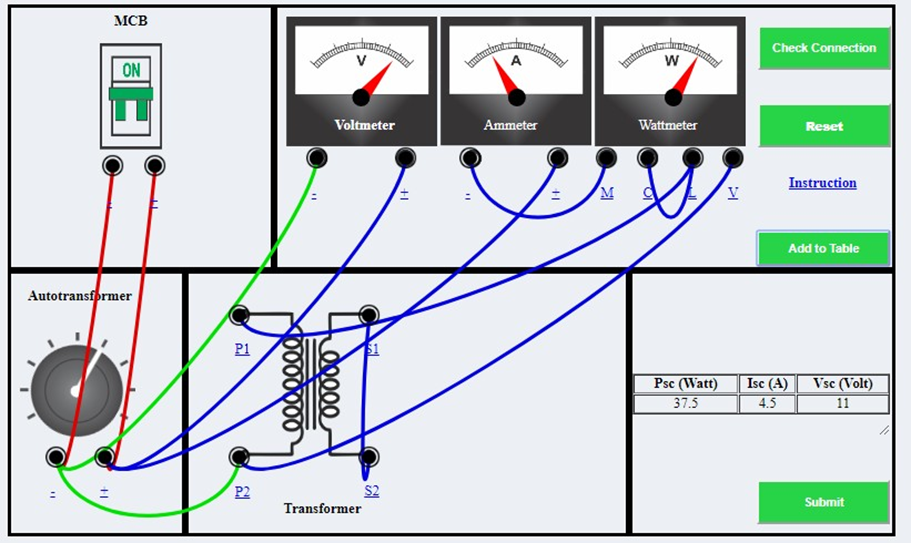 MCB
ON
- +
V
A
W
Voltmeter
Ammeter
Wattmeter
- + - + M C L V
Check Connection
Reset
Instruction
Add to Table
Autotransformer
- +
P1
S1
P2
S2
Transformer
Psc (Watt) Isc (A) Vsc (Volt)
37.5 4.5 11
Submit